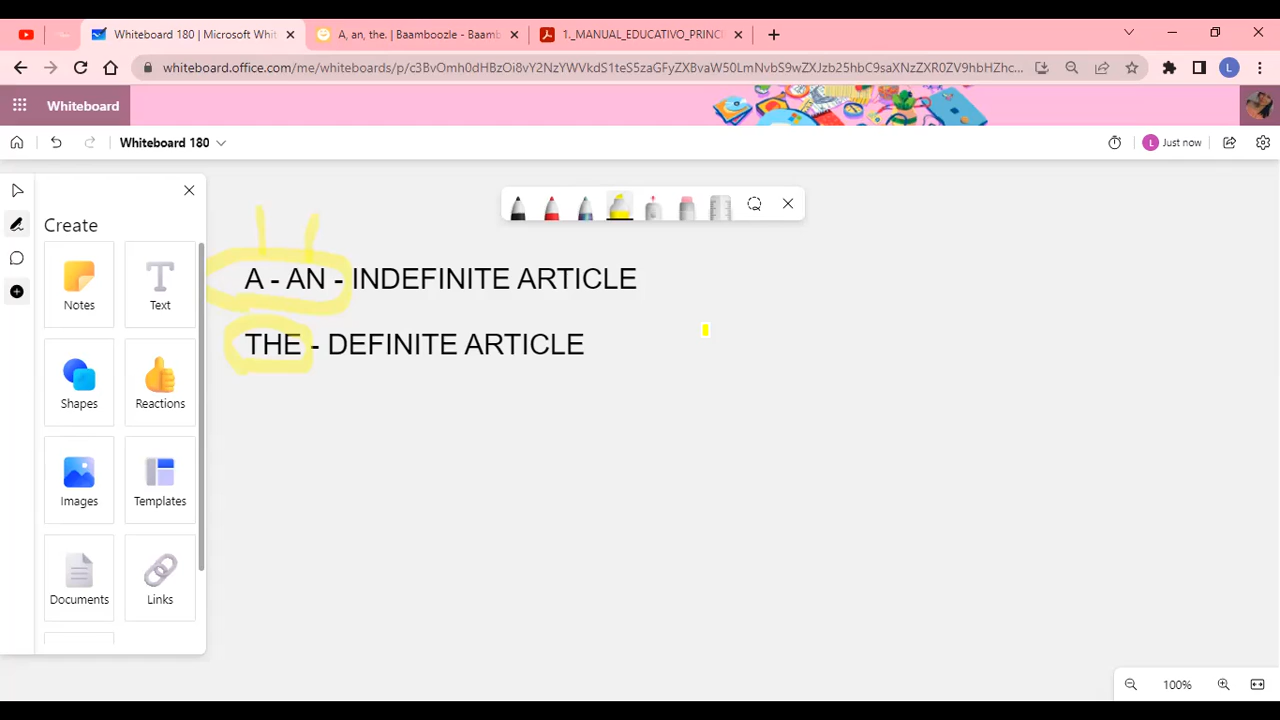 Whiteboard 180 | Microsoft Whit
A, an, the. | Baamboozle - Baamb
1._MANUAL_EDUCATIVO_PRINC
whiteboard.office.com/me/whiteboards/p/c3BvOmh0dHBzOi8vY2NzYWVkdS1teS5zaGFyZXBvaW50LmNvbS9wZXJzb25hbC9saXNzZXR0ZV9hbHZhc...
L
Whiteboard
Whiteboard 180
L Just now
Create
Notes
Text
Shapes
Reactions
Images
Templates
Documents
Links
A - AN - INDEFINITE ARTICLE
THE - DEFINITE ARTICLE
100%